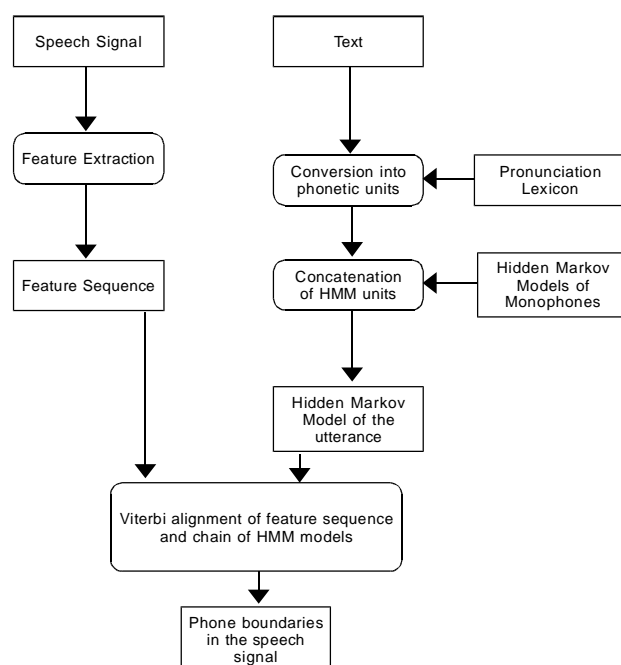 Speech Signal
Text
Feature Extraction
Conversion into
phonetic units
Pronunciation
Lexicon
Feature Sequence
Concatenation
of HMM units
Hidden Markov
Models of
Monophones
Hidden Markov
Model of the
utterance
Viterbi alignment of feature sequence
and chain of HMM models
Phone boundaries
in the speech
signal